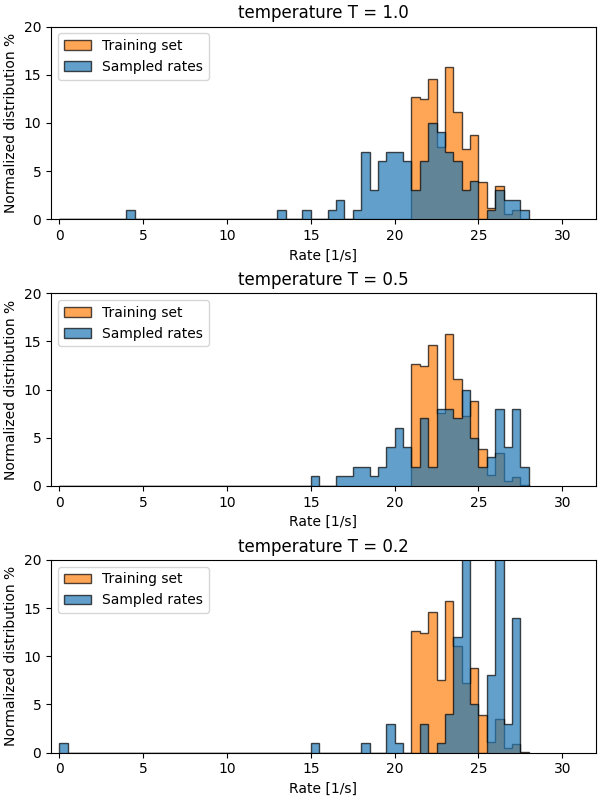 temperature T = 1.0
Normalized distribution %
20
15
10
5
0
Training set
Sampled rates
0 5 10 15 20 25 30
Rate [1/s]
temperature T = 0.5
Normalized distribution %
20
15
10
5
0
Training set
Sampled rates
0 5 10 15 20 25 30
Rate [1/s]
temperature T = 0.2
Normalized distribution %
20
15
10
5
0
Training set
Sampled rates
0 5 10 15 20 25 30
Rate [1/s]